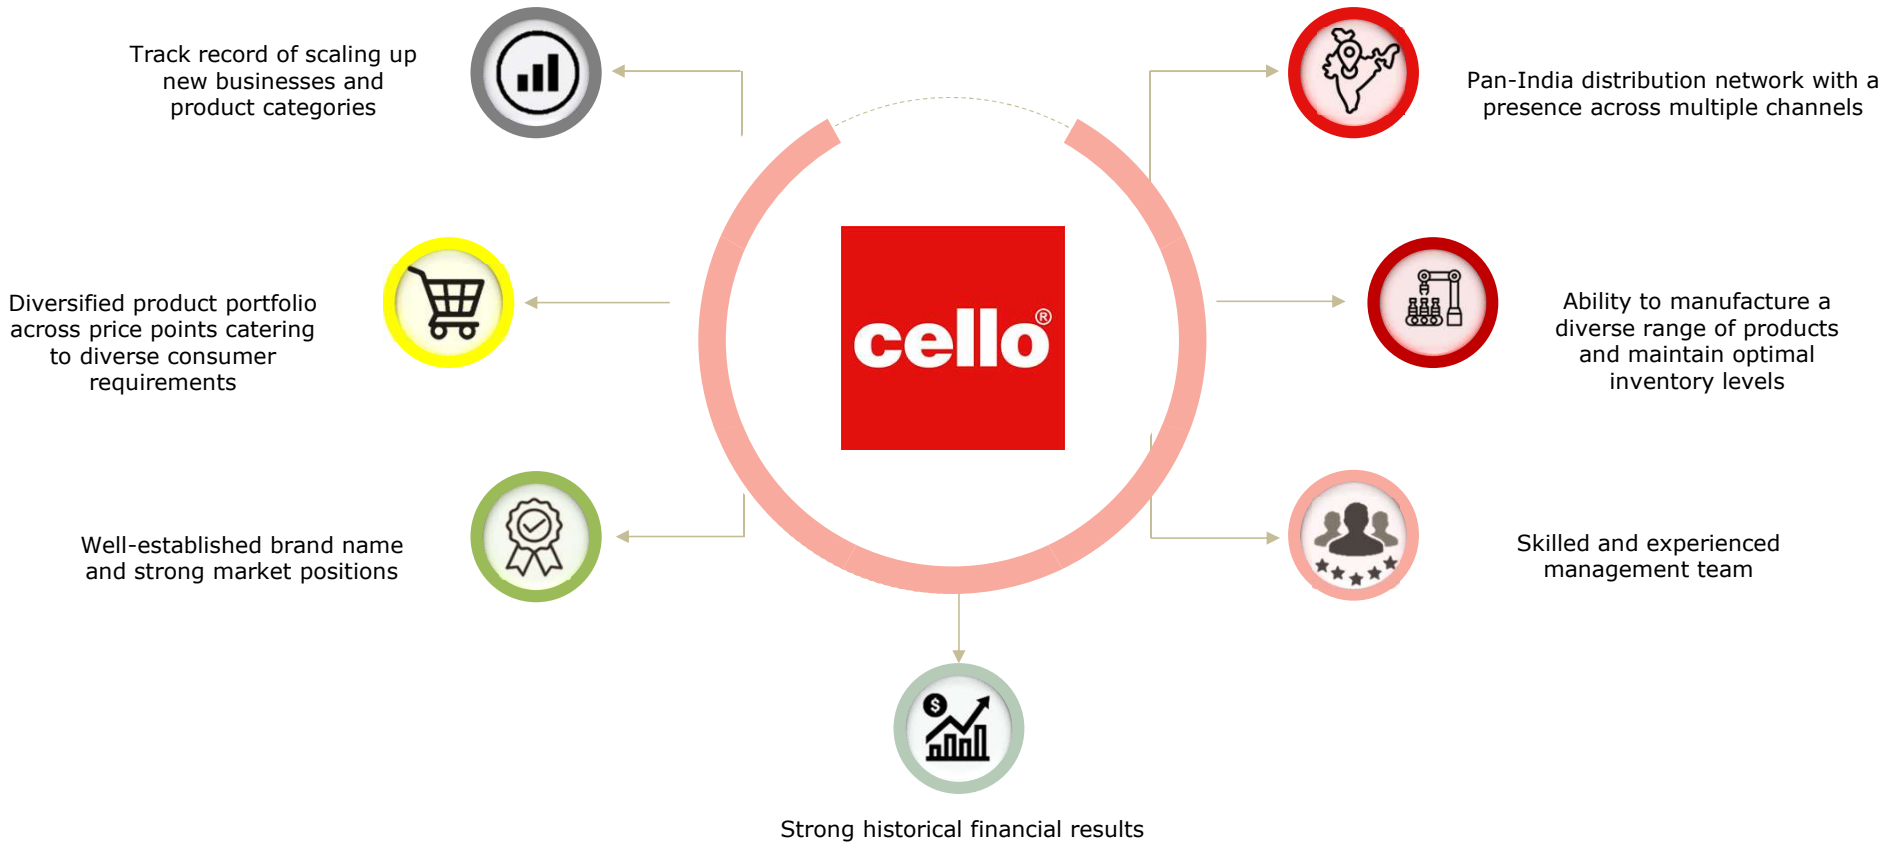 Track record of scaling up
new businesses and
product categories
Pan-India distribution network with a
presence across multiple channels
Diversified product portfolio
across price points catering
to diverse consumer
requirements
cello®
Ability to manufacture a
diverse range of products
and maintain optimal
inventory levels
Well-established brand name
and strong market positions
Skilled and experienced
management team
$
Strong historical financial results